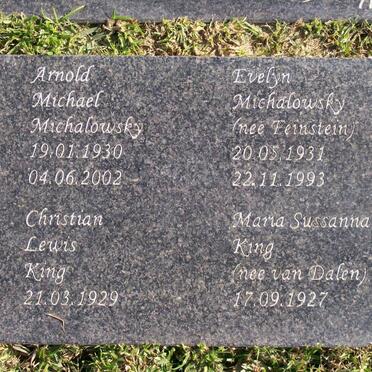 Arnold
Michael
Michalowsky
19.01.1930
04.06.2002
Evelyn
Michalowsky
(nee Feinstein)
20.05.1931
22.11.1993
Christian
Lewis
King
21.03.1929
Maria Sussanna
King
(nee van Dalen)
17.09.1927